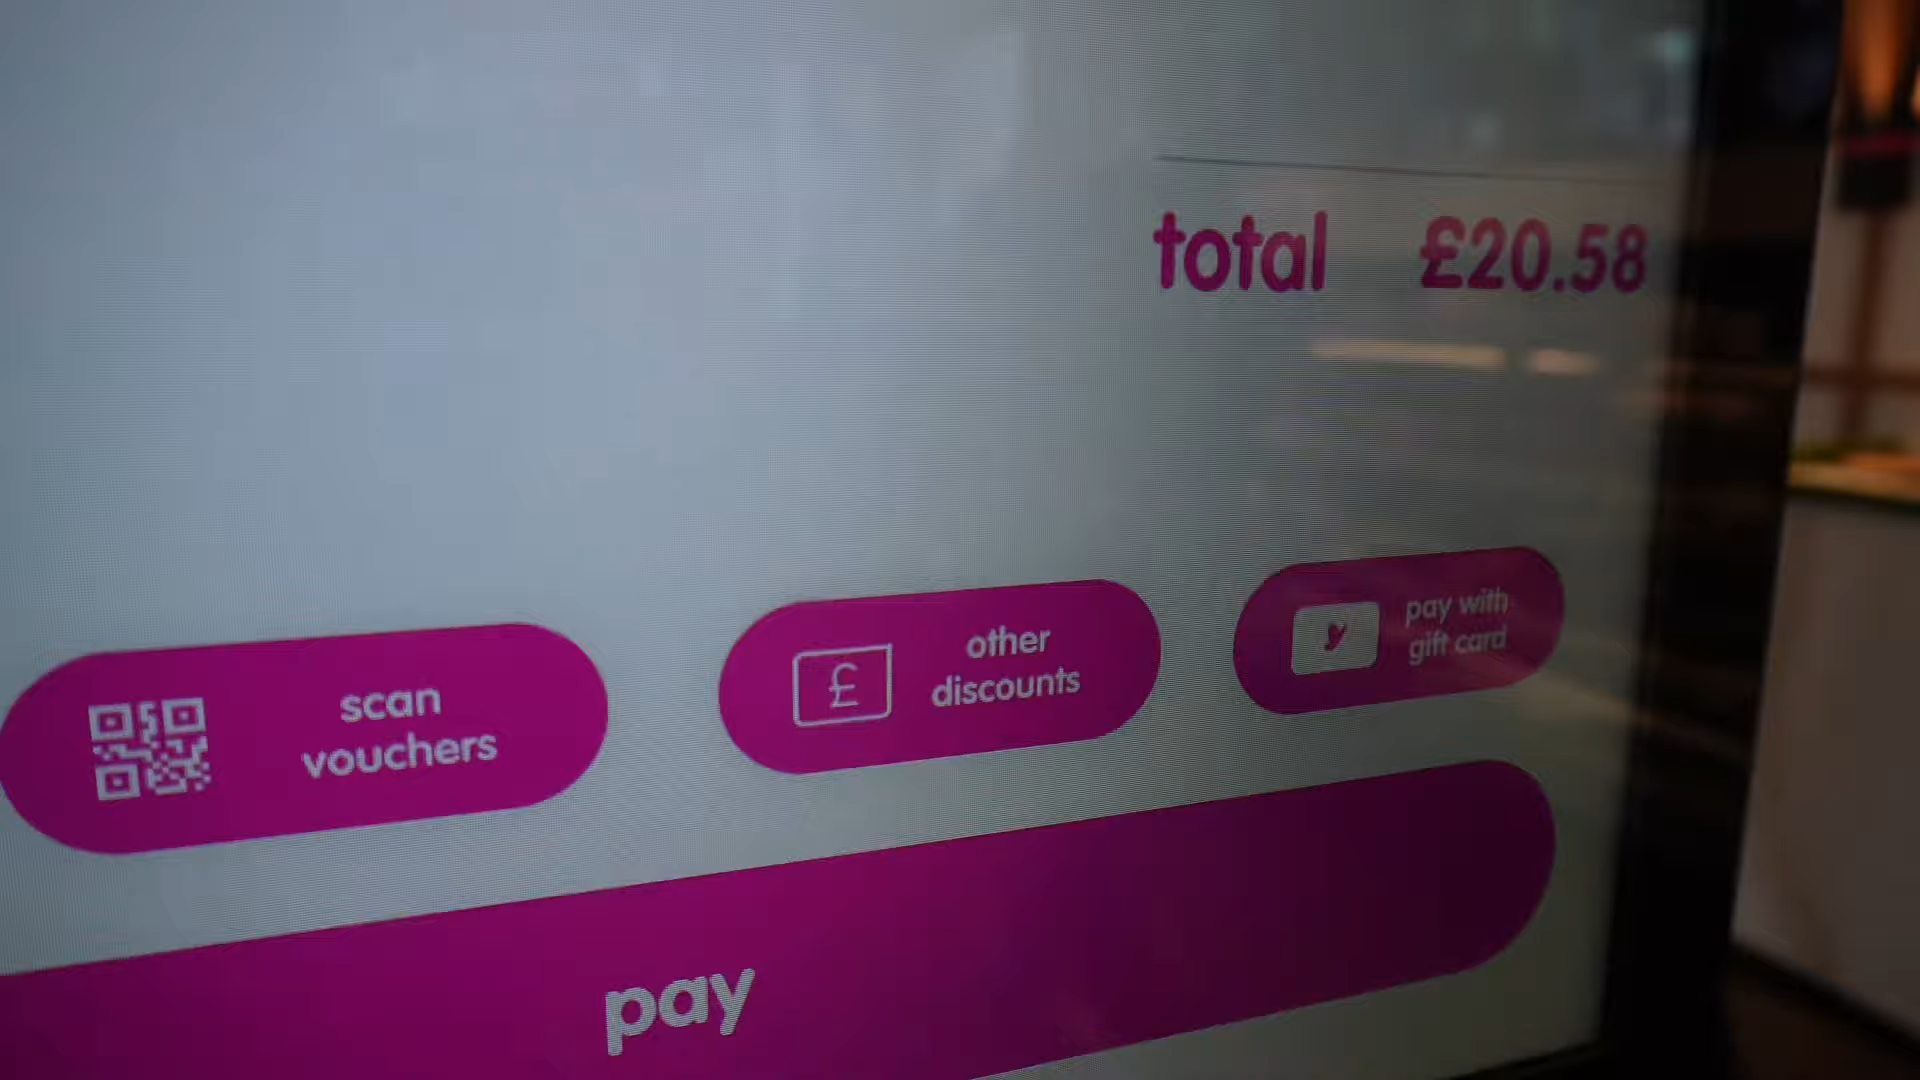 total £20.58
scan
vouchers
other
discounts
pay with
gift card
pay